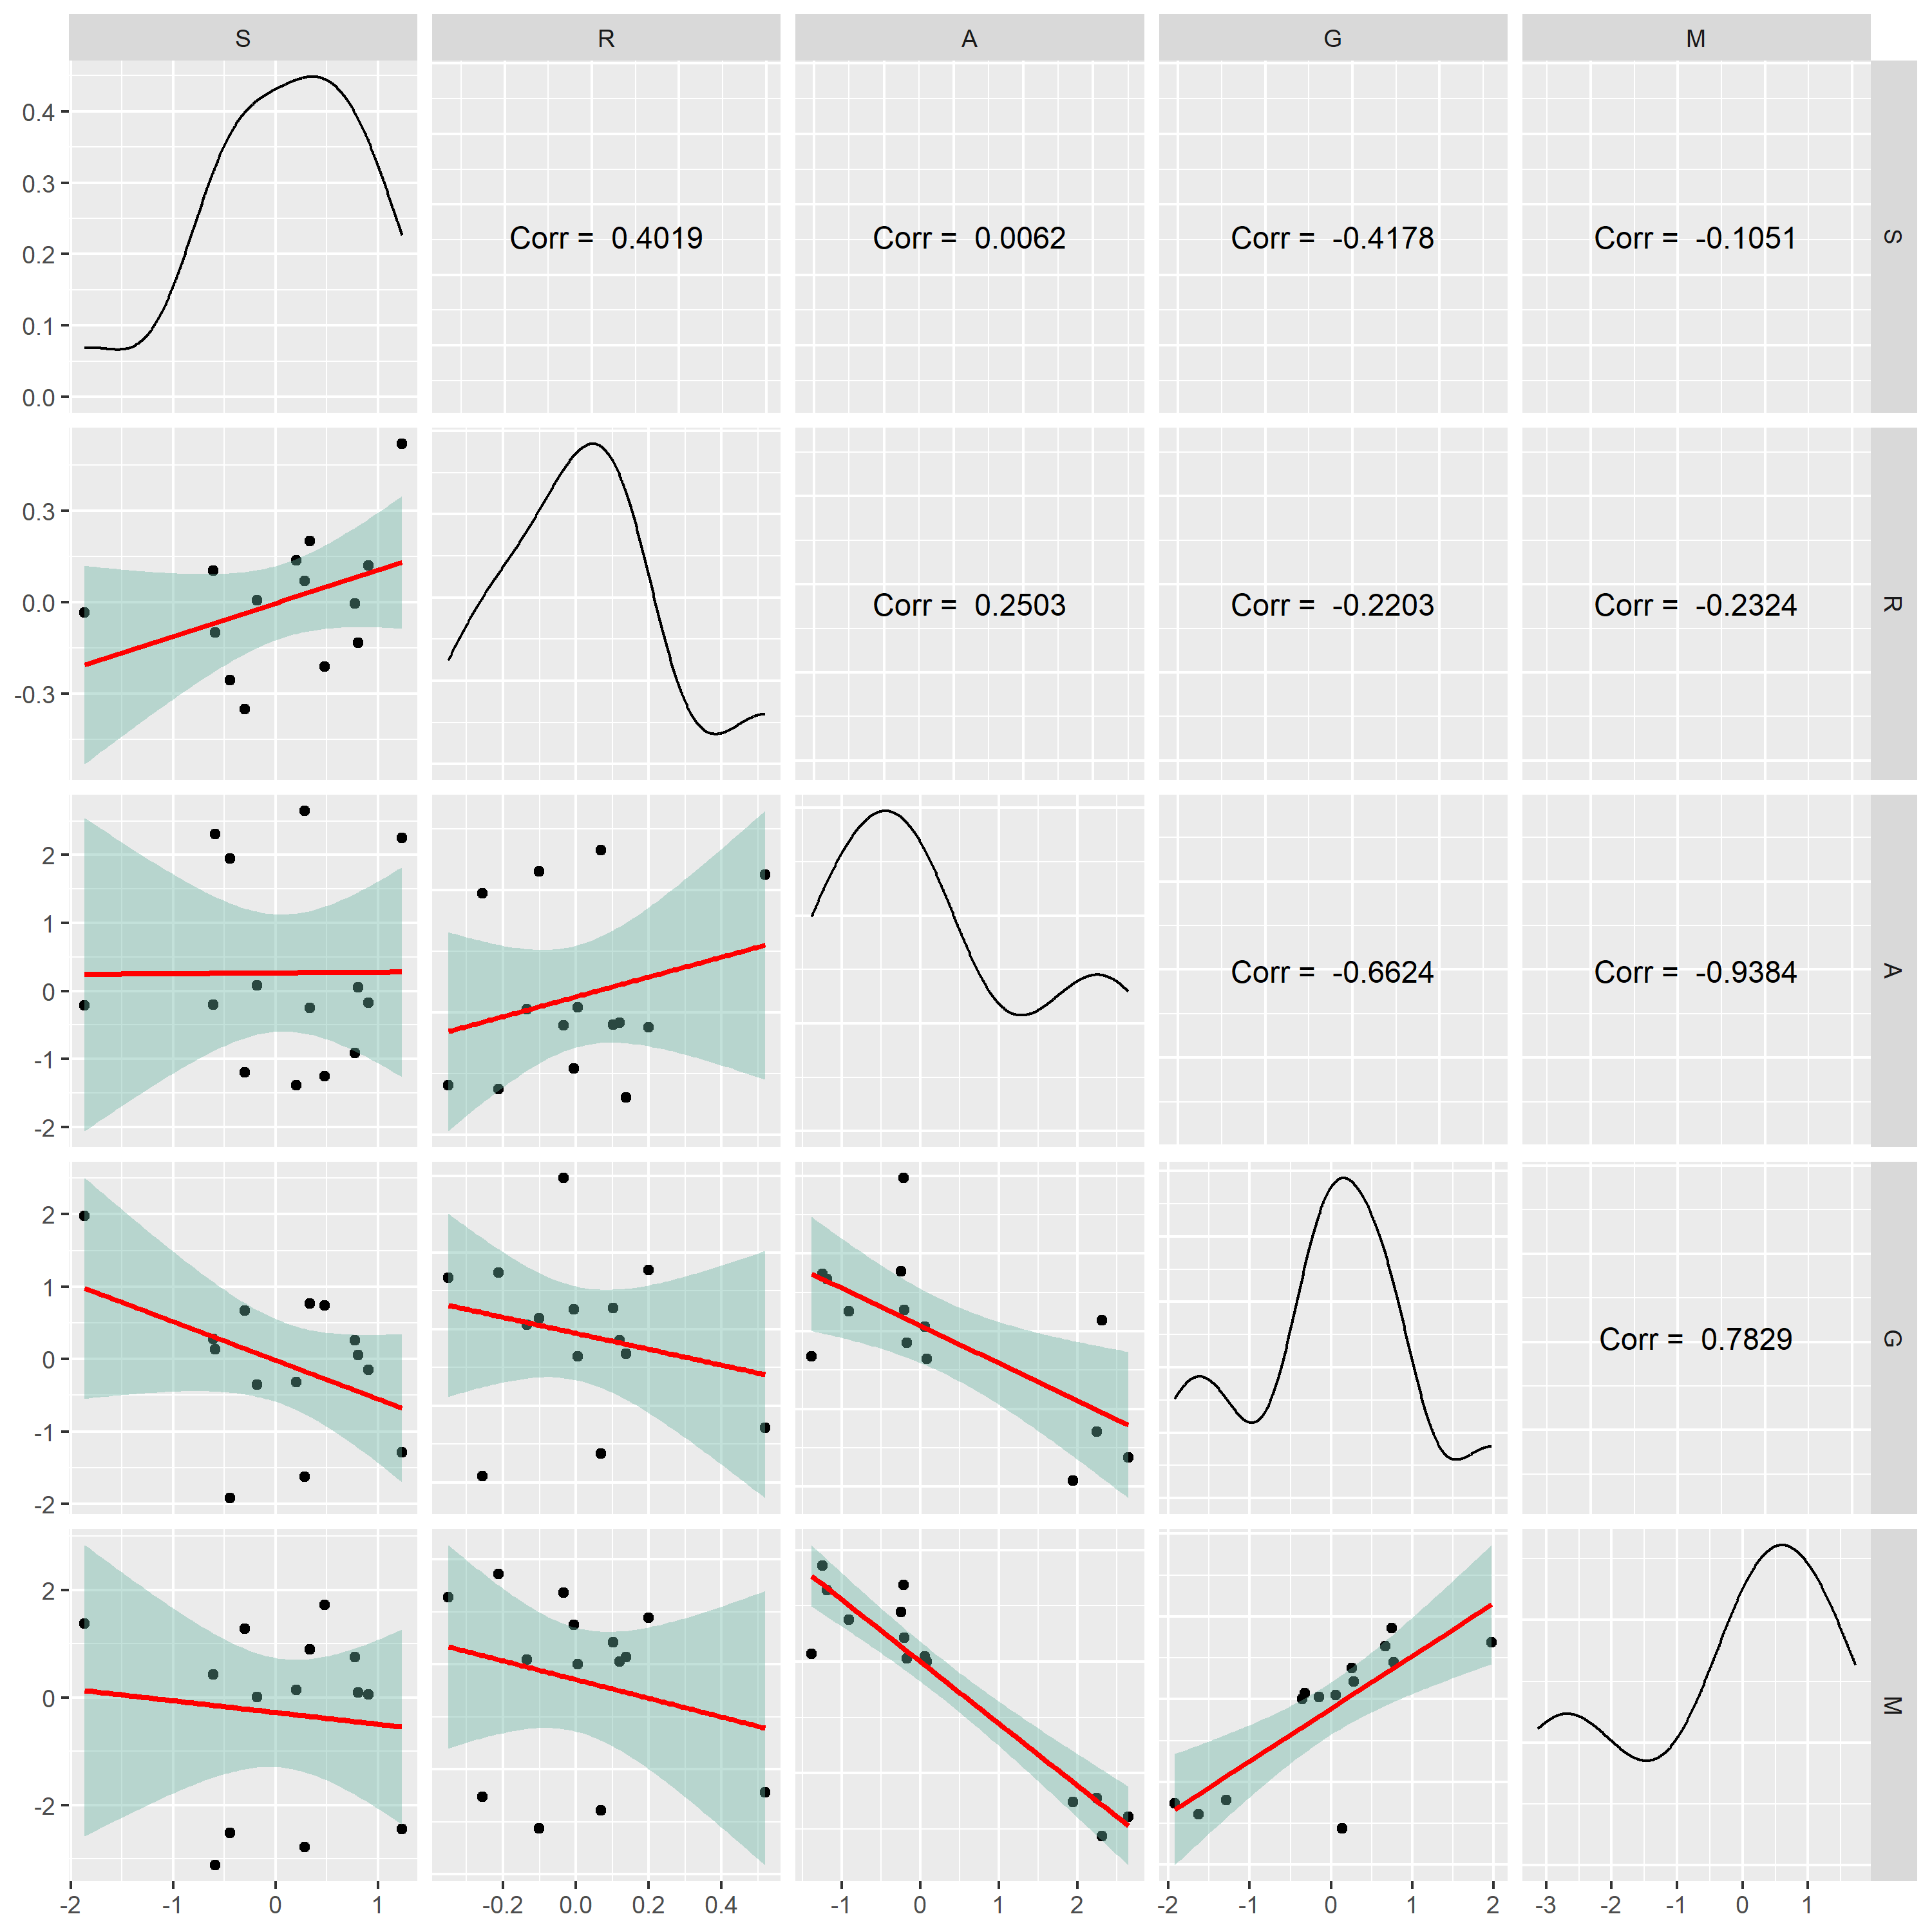 S R A G M
0.4
0.3
0.2
0.1
0.0
Corr = 0.4019
Corr = 0.0062
Corr = -0.4178
Corr = -0.1051
S
0.3
0.0
-0.3
Corr = 0.2503
Corr = -0.2203
Corr = -0.2324
R
2
1
0
-1
-2
Corr = -0.6624
Corr = -0.9384
A
2
1
0
-1
-2
Corr = 0.7829
G
2
0
-2
M
-2 -1 0 1
-0.2 0.0 0.2 0.4
-1 0 1 2
-2 -1 0 1 2
-3 -2 -1 0 1